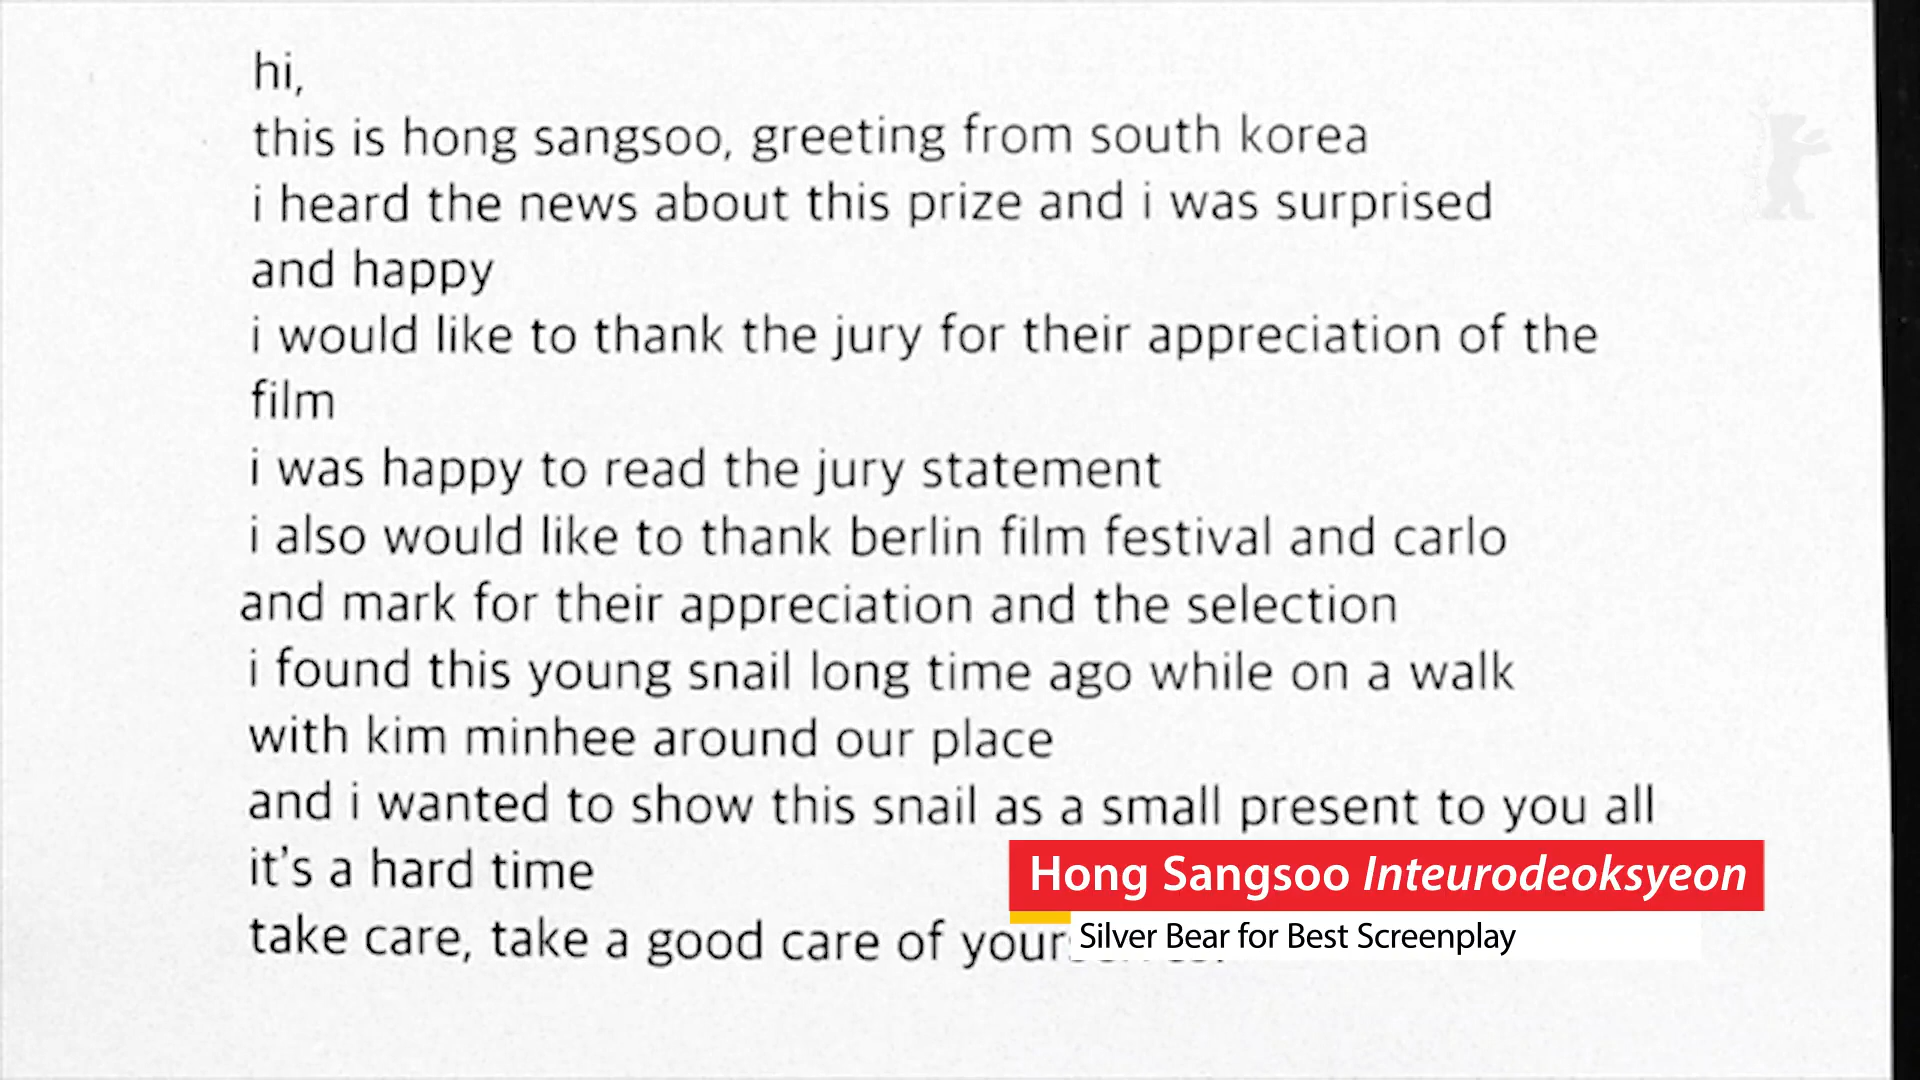 hi,
this is hong sangsoo, greeting from south korea
i heard the news about this prize and i was surprised
and happy
i would like to thank the jury for their appreciation of the
film
i was happy to read the jury statement
i also would like to thank berlin film festival and carlo
and mark for their appreciation and the selection
i found this young snail long time ago while on a walk
with kim minhee around our place
and i wanted to show this snail as a small present to you all
it's a hard time
take care, take a good care of
Hong Sangsoo Inteurodeoksyeon
Silver Bear for Best Screenplay